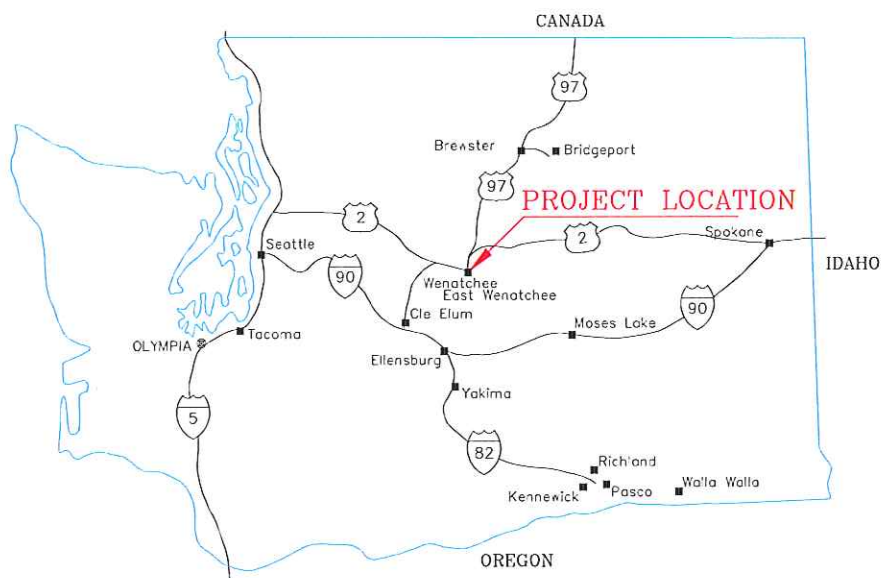 CANADA
97
Brewster
Bridgeport
97
PROJECT LOCATION
2
2
Spokane
Seattle
IDAHO
90
Wenatchee
East Wenatchee
90
Cle Elum
Tacoma
Moses Lake
OLYMPIA
Ellensburg
Yakima
5
82
Richland
Kennewick
Pasco
Walla Walla
OREGON